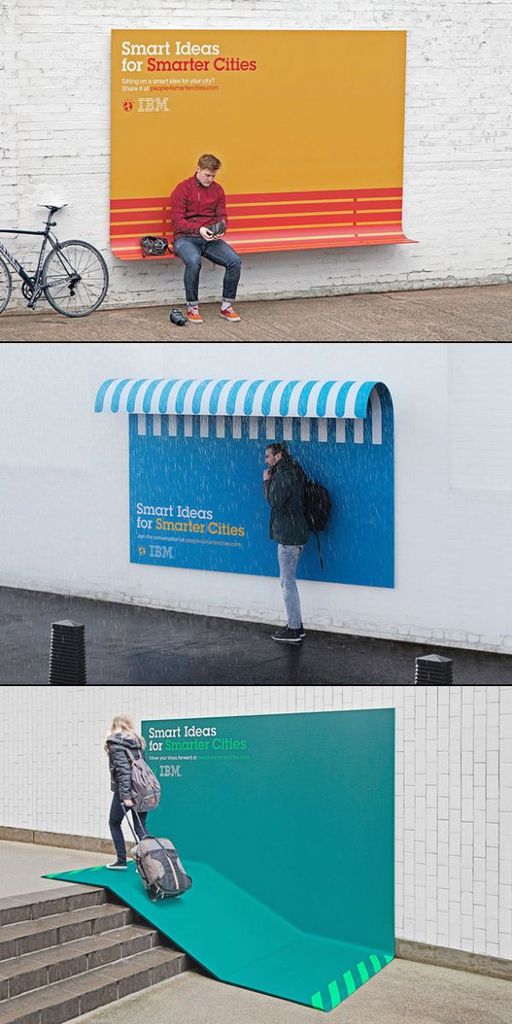 Smart Ideas
for Smarter Cities
Sitting on a smart idea for your city?
Share it at people4smartercities.com
IBM
Smart Ideas
for Smarter Cities
Join the conversation at people4smartercities.com
IBM
Smart Ideas
for Smarter Cities
Move your ideas forward at people4smartercities.com
IBM